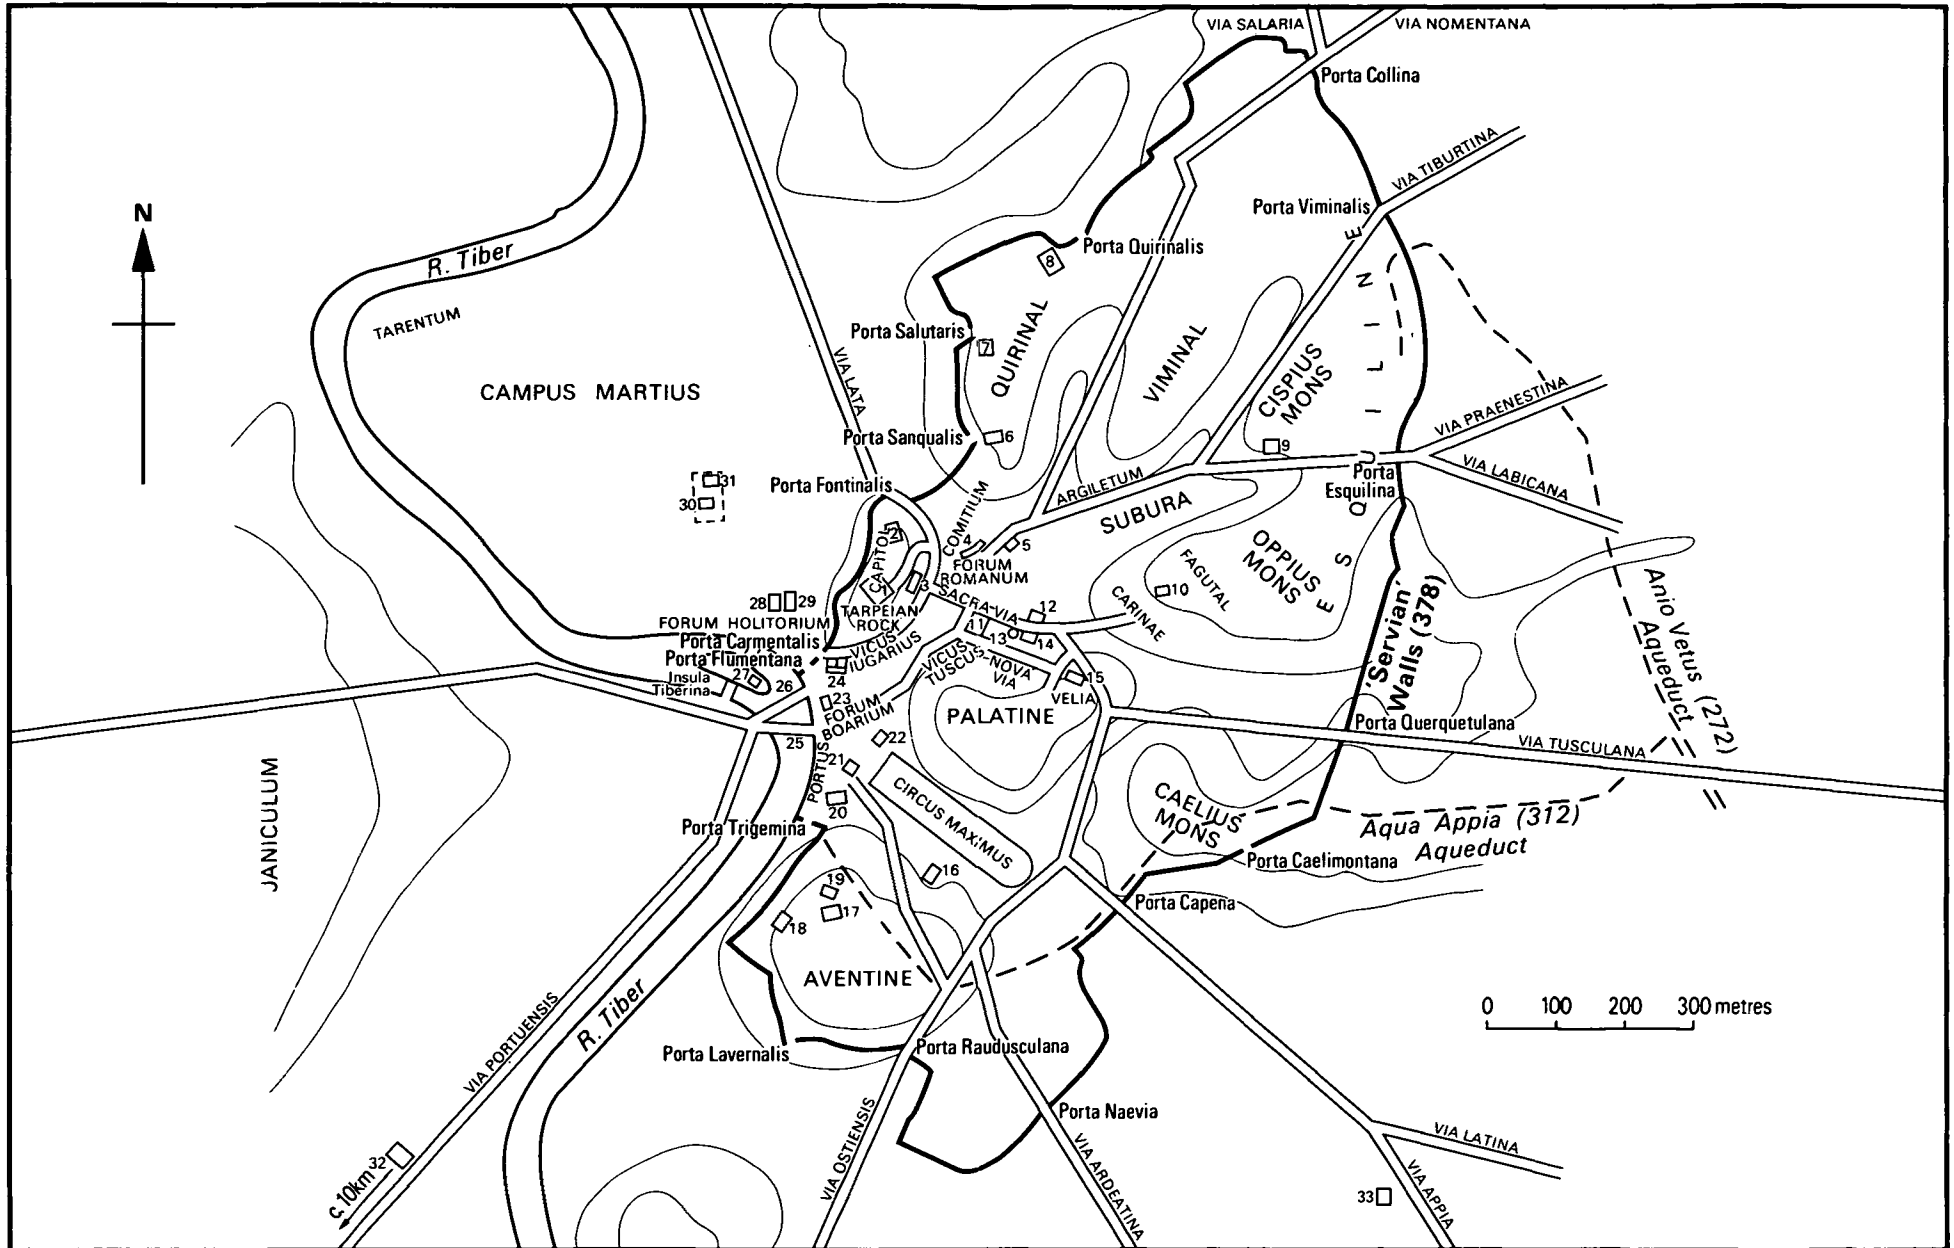 VIA SALARIA
VIA NOMENTANA
Porta Collina
VIA TIBURTINA
Porta Viminalis
N
R. Tiber
Porta Quirinalis
8
TARENTUM
Porta Salutaris
7
QUIRINAL
VIMINAL
VIA LATA
CAMPUS MARTIUS
CISPIUS
MONS
ESQUILINE
VIA PRAENESTINA
Porta Sanqualis
6
9
VIA LABICANA
Porta
Esquilina
31
30
Porta Fontinalis
ARGILETUM
SUBURA
COMITIUM
2
CAPITOL
1
3
4
5
FORUM
ROMANUM
OPPIUS
MONS
FAGUTAL
10
CARINAE
SACRA VIA
12
11
13
14
28
29
TARPEIAN
ROCK
FORUM HOLITORIUM
Porta Carmentalis
Porta Flumentana
VICUS
IUGARIUS
VICUS
TUSCUS
NOVA
VIA
Insula
Tiberina
27
26
24
15
VELIA
23
FORUM
BOARIUM
PALATINE
'Servian'
Walls (378)
Anio Vetus (272)
Aqueduct
Porta Querquetulana
VIA TUSCULANA
25
22
PORTUS
21
20
CIRCUS MAXIMUS
CAELIUS
MONS
Aqua Appia (312)
Aqueduct
JANICULUM
Porta Trigemina
Porta Caelimontana
16
19
17
18
Porta Capena
AVENTINE
0 100 200 300 metres
R. Tiber
VIA PORTUENSIS
Porta Lavernalis
Porta Raudusculana
Porta Naevia
VIA OSTIENSIS
VIA ARDEATINA
VIA LATINA
VIA APPIA
32
c. 10km
33